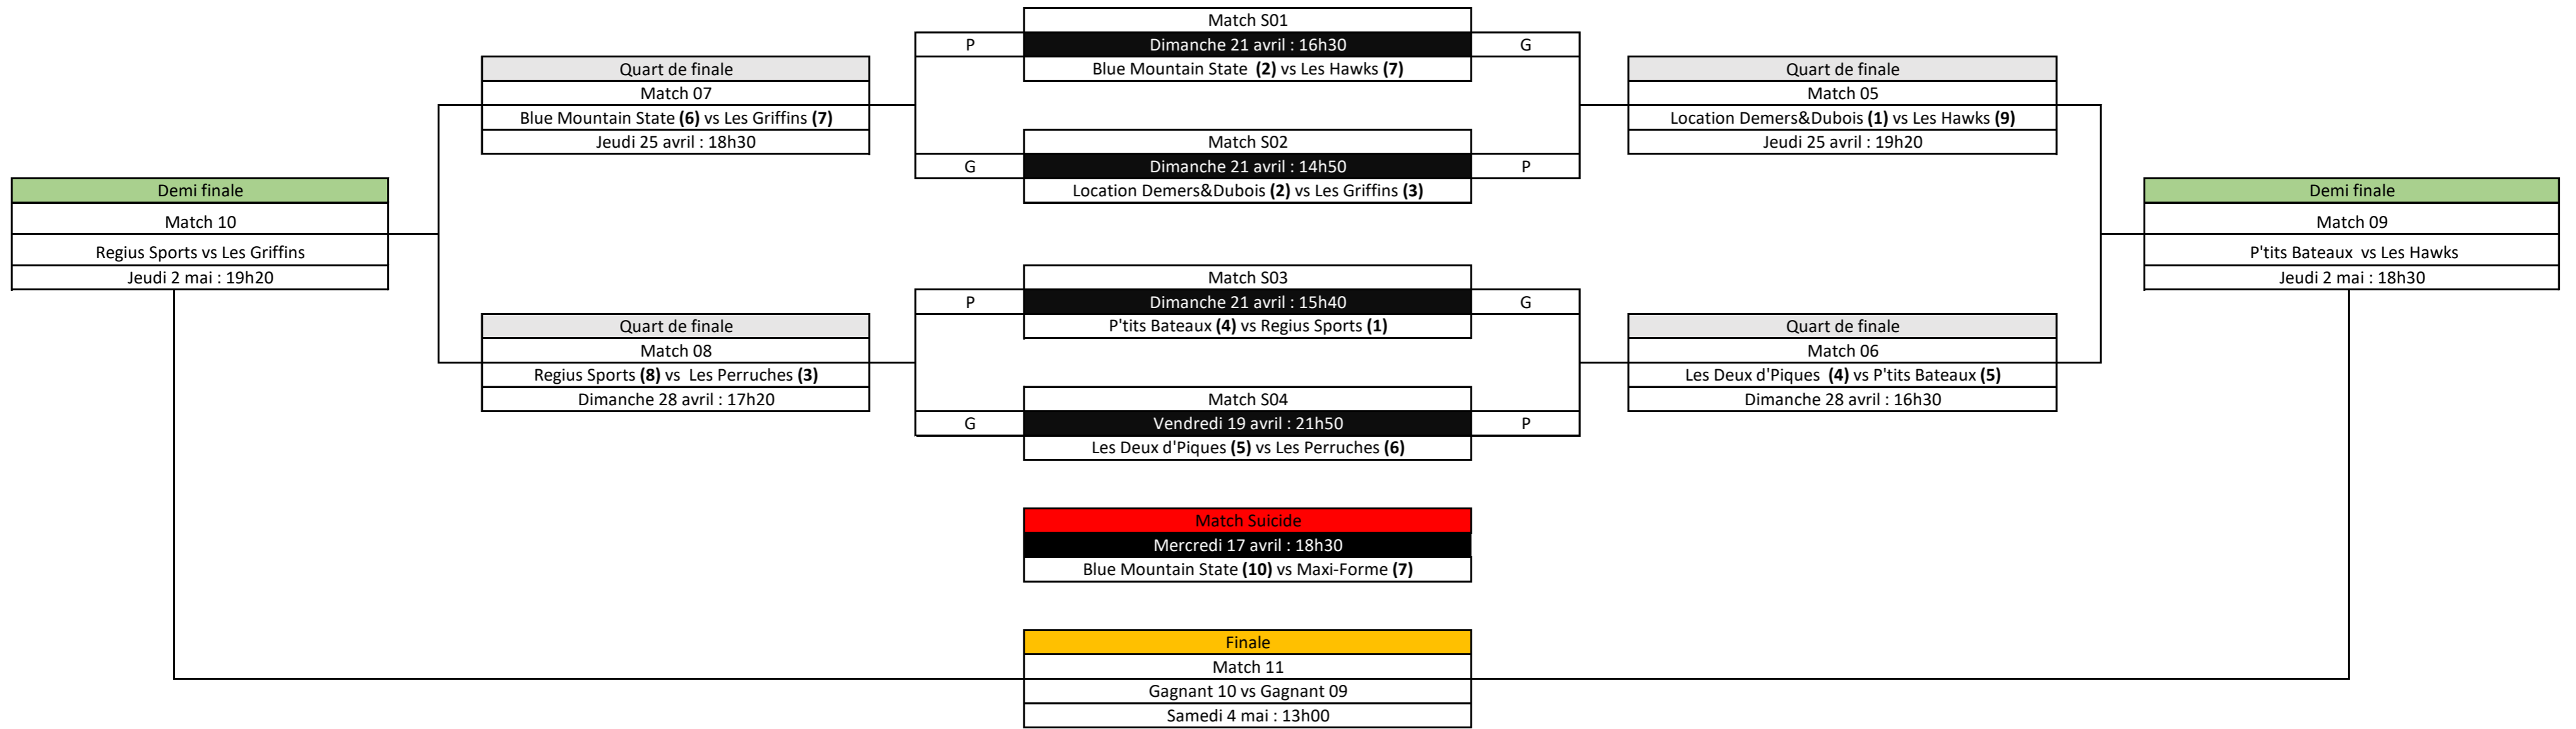 Match S01
P
Dimanche 21 avril : 16h30
G
Blue Mountain State (2) vs Les Hawks (7)
Quart de finale
Match 07
Blue Mountain State (6) vs Les Griffins (7)
Jeudi 25 avril : 18h30
Quart de finale
Match 05
Location Demers&Dubois (1) vs Les Hawks (9)
Jeudi 25 avril : 19h20
Match S02
G
Dimanche 21 avril : 14h50
P
Location Demers&Dubois (2) vs Les Griffins (3)
Demi finale
Match 10
Regius Sports vs Les Griffins
Jeudi 2 mai : 19h20
Demi finale
Match 09
P'tits Bateaux vs Les Hawks
Jeudi 2 mai : 18h30
Match S03
P
Dimanche 21 avril : 15h40
G
P'tits Bateaux (4) vs Regius Sports (1)
Quart de finale
Match 08
Regius Sports (8) vs Les Perruches (3)
Dimanche 28 avril : 17h20
Quart de finale
Match 06
Les Deux d'Piques (4) vs P'tits Bateaux (5)
Dimanche 28 avril : 16h30
Match S04
G
Vendredi 19 avril : 21h50
P
Les Deux d'Piques (5) vs Les Perruches (6)
Match Suicide
Mercredi 17 avril : 18h30
Blue Mountain State (10) vs Maxi-Forme (7)
Finale
Match 11
Gagnant 10 vs Gagnant 09
Samedi 4 mai : 13h00